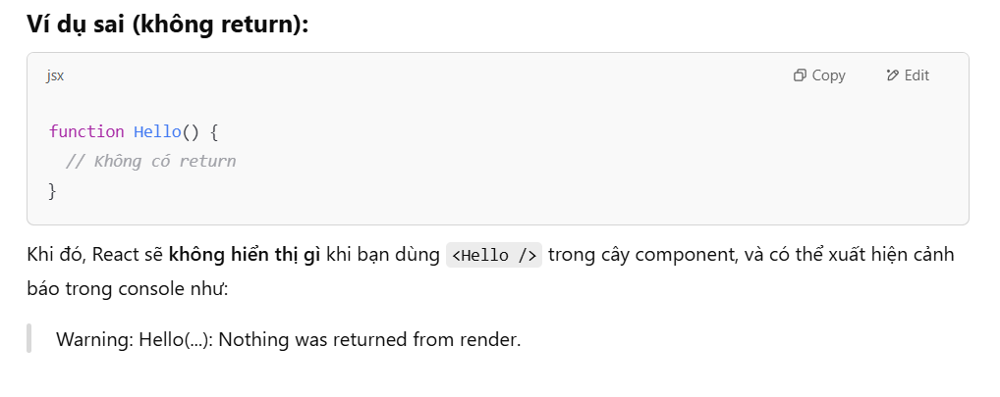 Ví dụ sai (không return):
jsx
Copy
Edit
function Hello() {
// Không có return
}
Khi đó, React sẽ không hiển thị gì khi bạn dùng <Hello /> trong cây component, và có thể xuất hiện cảnh
báo trong console như:
Warning: Hello(...): Nothing was returned from render.